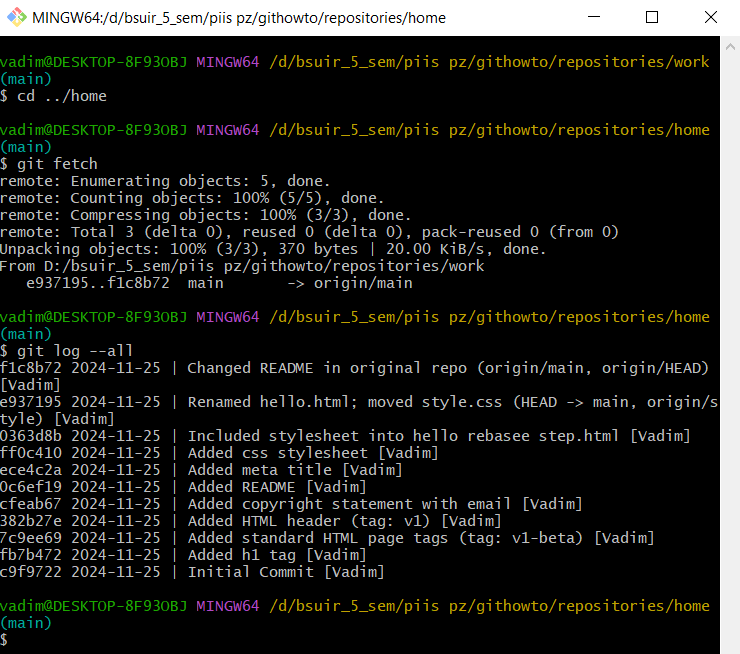 MINGW64:/d/bsuir_5_sem/piis pz/githowto/repositories/home
vadim@DESKTOP-8F93OBJ MINGW64 /d/bsuir_5_sem/piis pz/githowto/repositories/work
(main)
$ cd ../home
vadim@DESKTOP-8F93OBJ MINGW64 /d/bsuir_5_sem/piis pz/githowto/repositories/home
(main)
$ git fetch
remote: Enumerating objects: 5, done.
remote: Counting objects: 100% (5/5), done.
remote: Compressing objects: 100% (3/3), done.
remote: Total 3 (delta 0), reused 0 (delta 0), pack-reused 0 (from 0)
Unpacking objects: 100% (3/3), 370 bytes | 20.00 KiB/s, done.
From D:/bsuir_5_sem/piis pz/githowto/repositories/work
   e937195..f1c8b72  main       -> origin/main
vadim@DESKTOP-8F93OBJ MINGW64 /d/bsuir_5_sem/piis pz/githowto/repositories/home
(main)
$ git log --all
f1c8b72 2024-11-25 | Changed README in original repo (origin/main, origin/HEAD)
[Vadim]
e937195 2024-11-25 | Renamed hello.html; moved style.css (HEAD -> main, origin/s
tyle) [Vadim]
0363d8b 2024-11-25 | Included stylesheet into hello rebasee step.html [Vadim]
ff0c410 2024-11-25 | Added css stylesheet [Vadim]
ece4c2a 2024-11-25 | Added meta title [Vadim]
0c6ef19 2024-11-25 | Added README [Vadim]
cfeab67 2024-11-25 | Added copyright statement with email [Vadim]
382b27e 2024-11-25 | Added HTML header (tag: v1) [Vadim]
7c9ee69 2024-11-25 | Added standard HTML page tags (tag: v1-beta) [Vadim]
fb7b472 2024-11-25 | Added h1 tag [Vadim]
c9f9722 2024-11-25 | Initial Commit [Vadim]
vadim@DESKTOP-8F93OBJ MINGW64 /d/bsuir_5_sem/piis pz/githowto/repositories/home
(main)
$